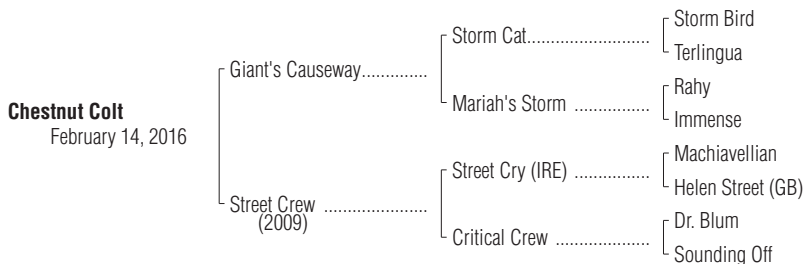 Chestnut Colt
February 14, 2016
Giant's Causeway..............
Street Crew ......................
(2009)
Storm Cat..........................
Mariah's Storm ................
Street Cry (IRE) ................
Critical Crew ....................
Storm Bird
Terlingua
Rahy
Immense
Machiavellian
Helen Street (GB)
Dr. Blum
Sounding Off